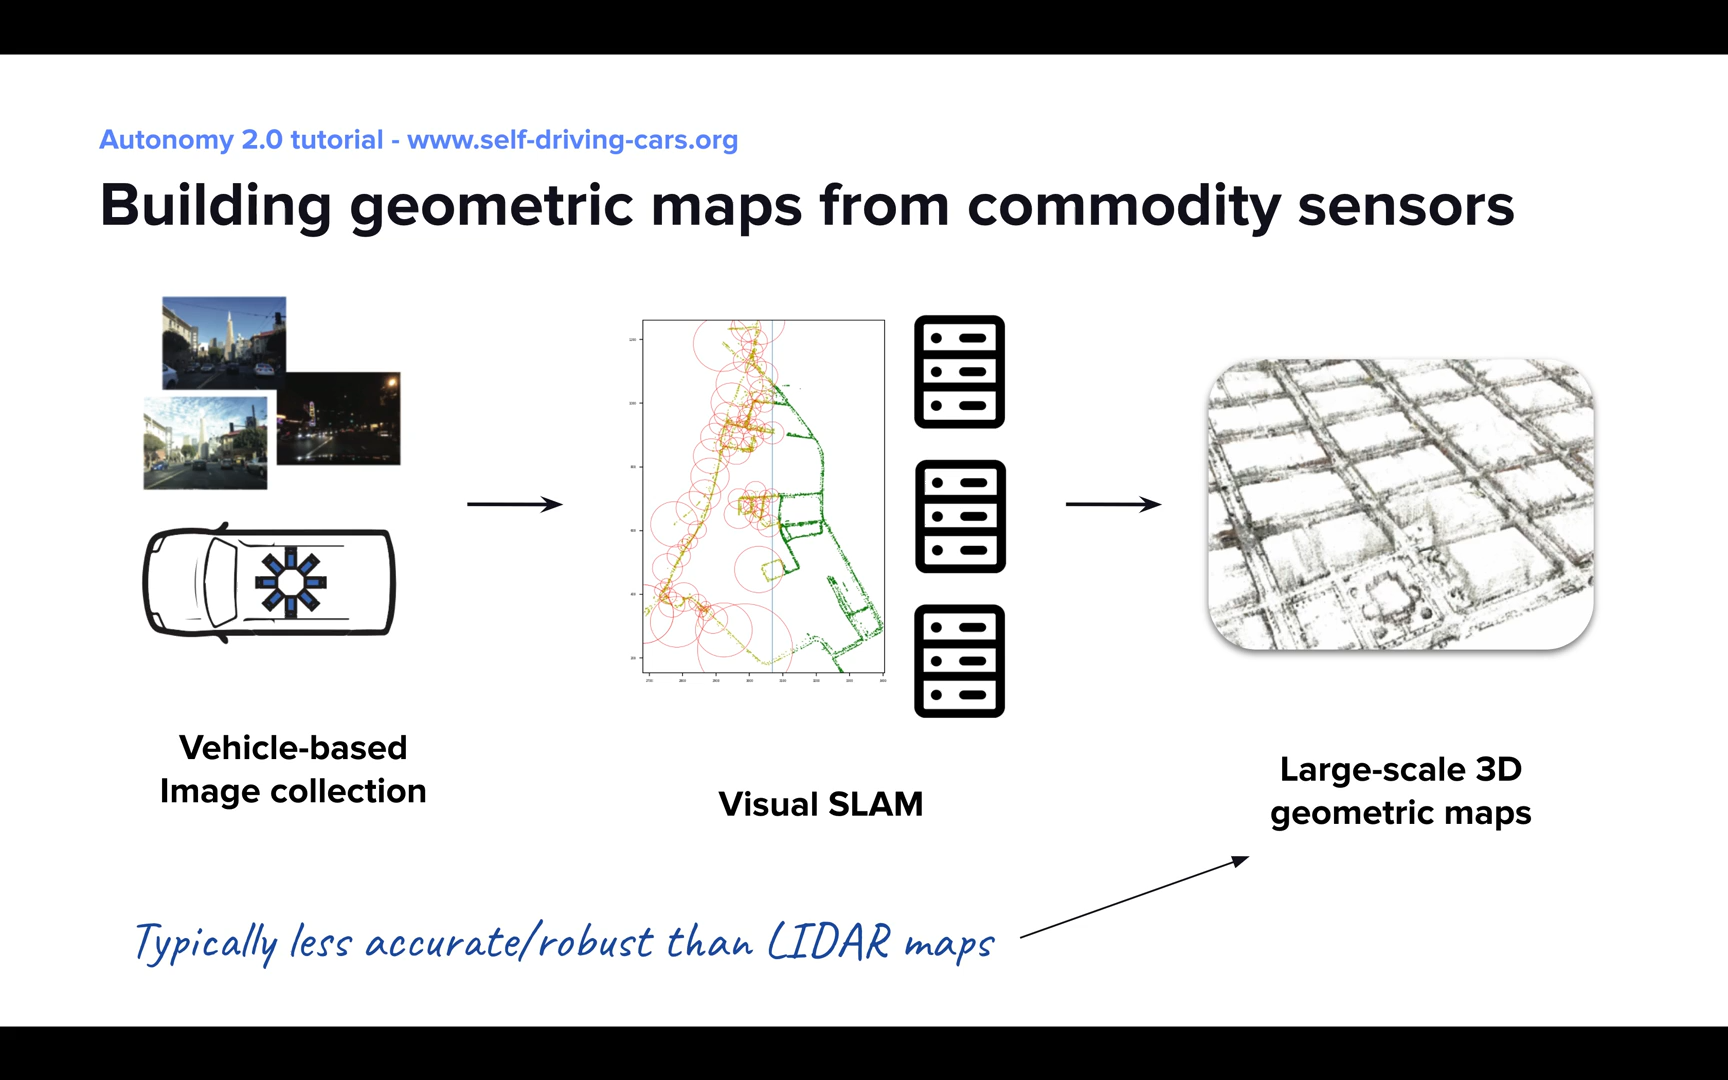 Autonomy 2.0 tutorial - www.self-driving-cars.org
Building geometric maps from commodity sensors
Vehicle-based
Image collection
Visual SLAM
Large-scale 3D
geometric maps
Typically less accurate/robust than LIDAR maps